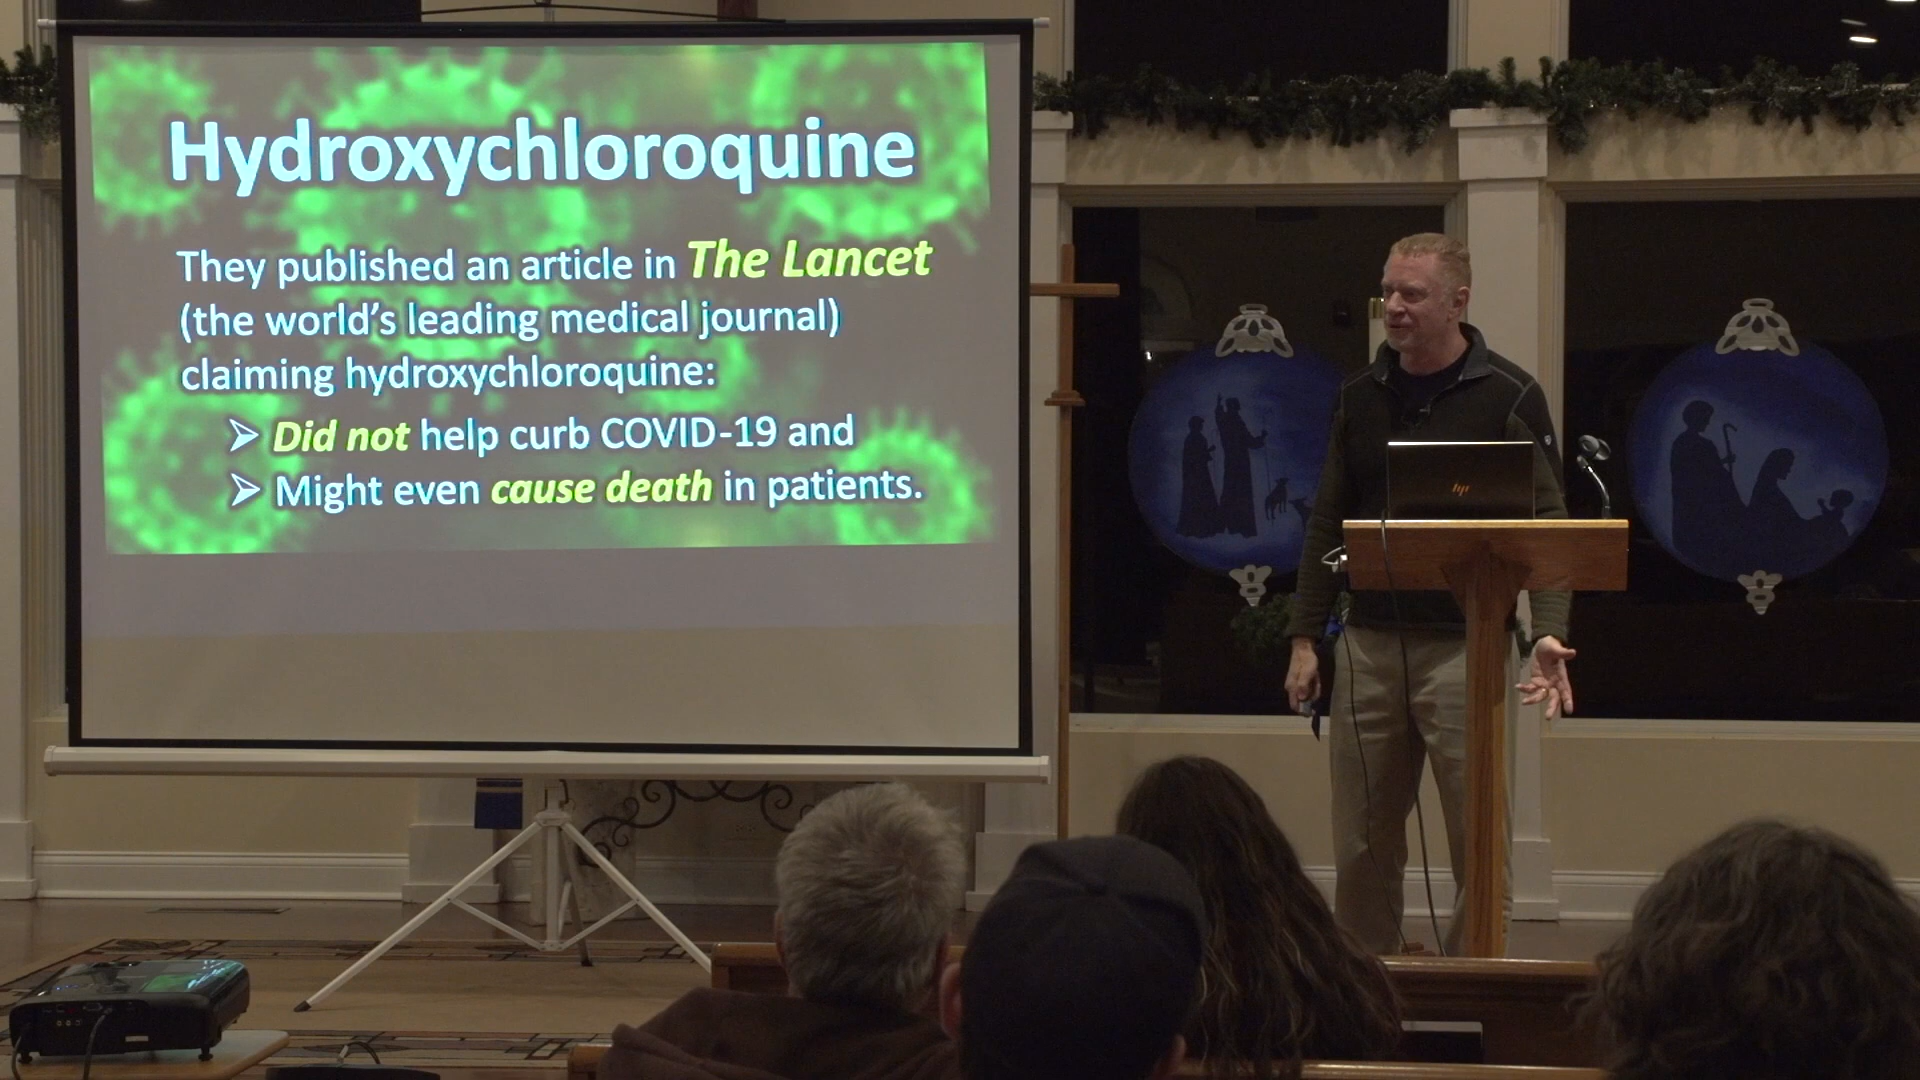 Hydroxychloroquine
They published an article in The Lancet
(the world's leading medical journal)
claiming hydroxychloroquine:
➢ Did not help curb COVID-19 and
➢ Might even cause death in patients.
hp